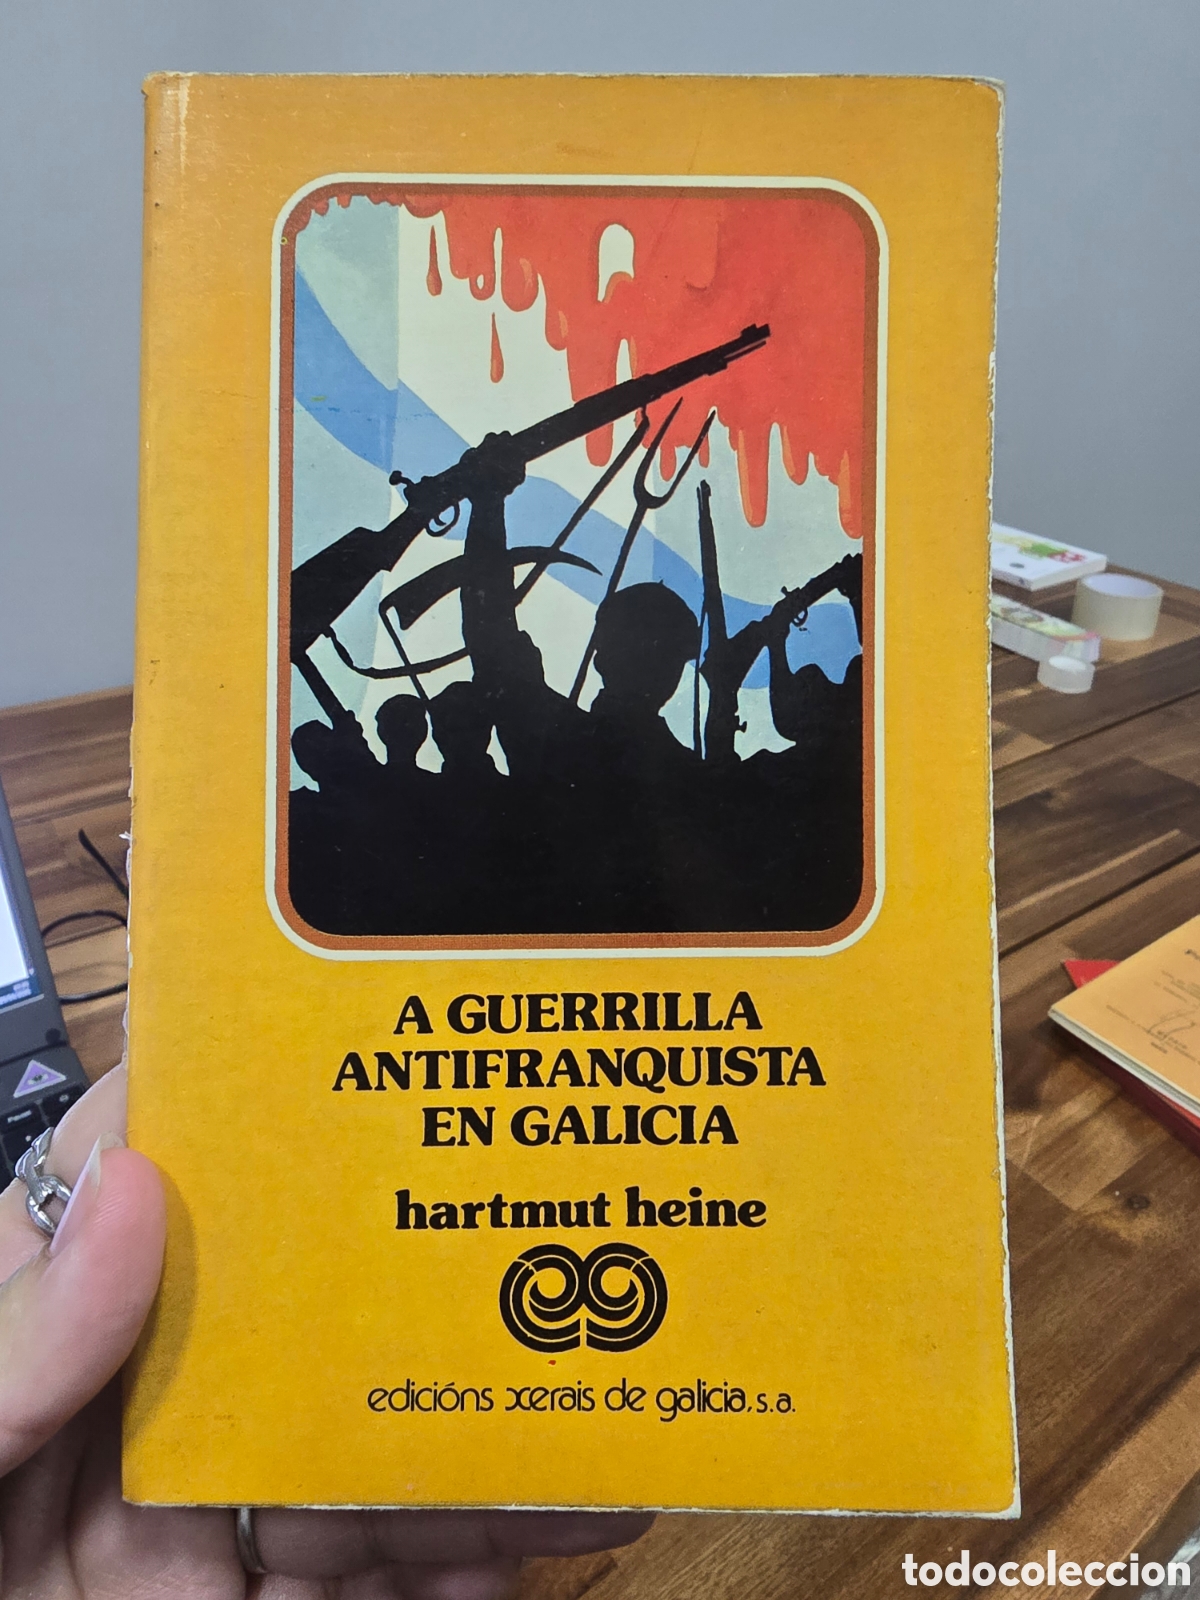 A GUERRILLA
ANTIFRANQUISTA
EN GALICIA
hartmut heine
edicións xerais de galicia, s.a.
todocoleccion